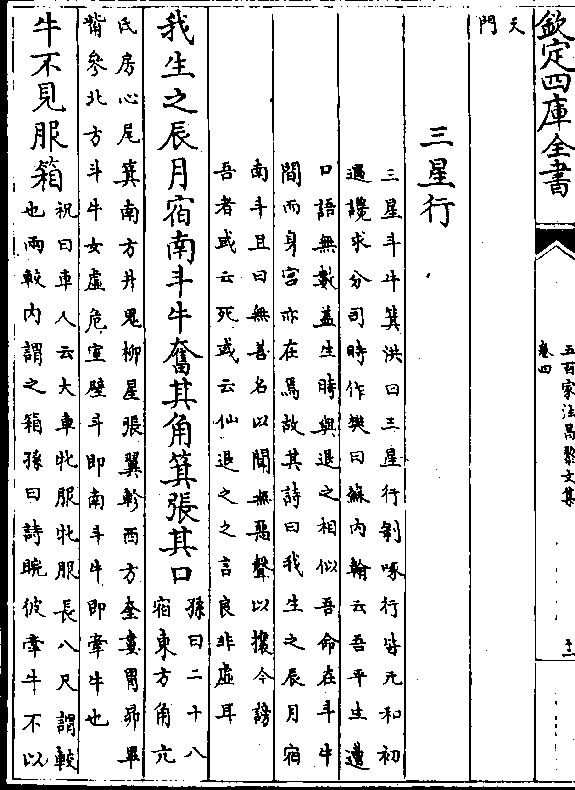 欽定四庫全書
五百家注昌黎文集
卷四
十一
天
門
三星行
三星斗牛箕洪曰三星行剝啄行皆元和初
遇讒求分司時作樊曰蘇内翰云吾平生遭
口語無數蓋生時與退之相似吾命在斗牛
間而身宫亦在焉故其詩曰我生之辰月宿
南斗且曰無善名以聞無惡聲以攘今謗
吾者或云死或云仙退之之言良非虛耳
我生之辰月宿南斗牛奮其角箕張其口
孫曰二十八
宿東方角亢
氐房心尾箕南方井鬼柳星張翼軫西方奎婁胃昴畢
觜參北方斗牛女虛危室壁斗即南斗牛即牽牛也
牛不見服箱
祝曰車人云大車牝服牝服長八尺謂較
也兩較内謂之箱孫曰詩睆彼牽牛不以